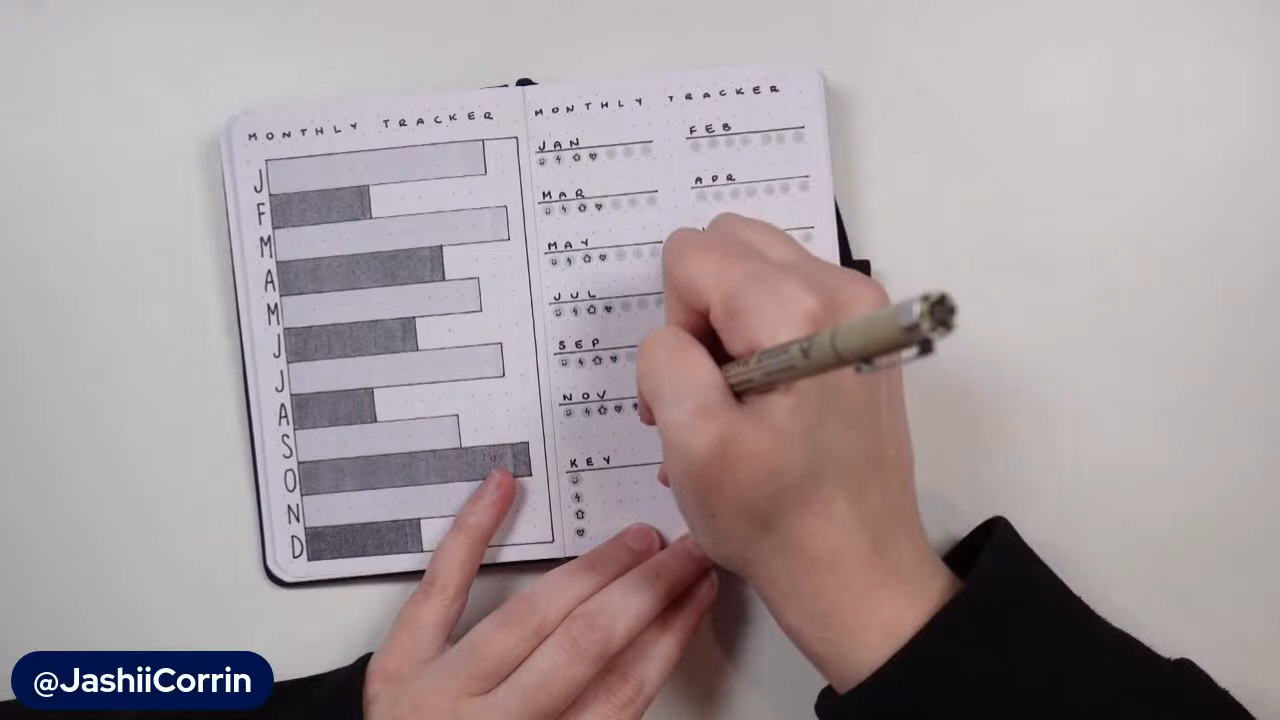 MONTHLY TRACKER
J
F
M
A
M
J
J
A
S
O
N
D
MONTHLY TRACKER
JAN
FEB
MAR
APR
MAY
JUL
SEP
NOV
KEY
@JashiiCorrin